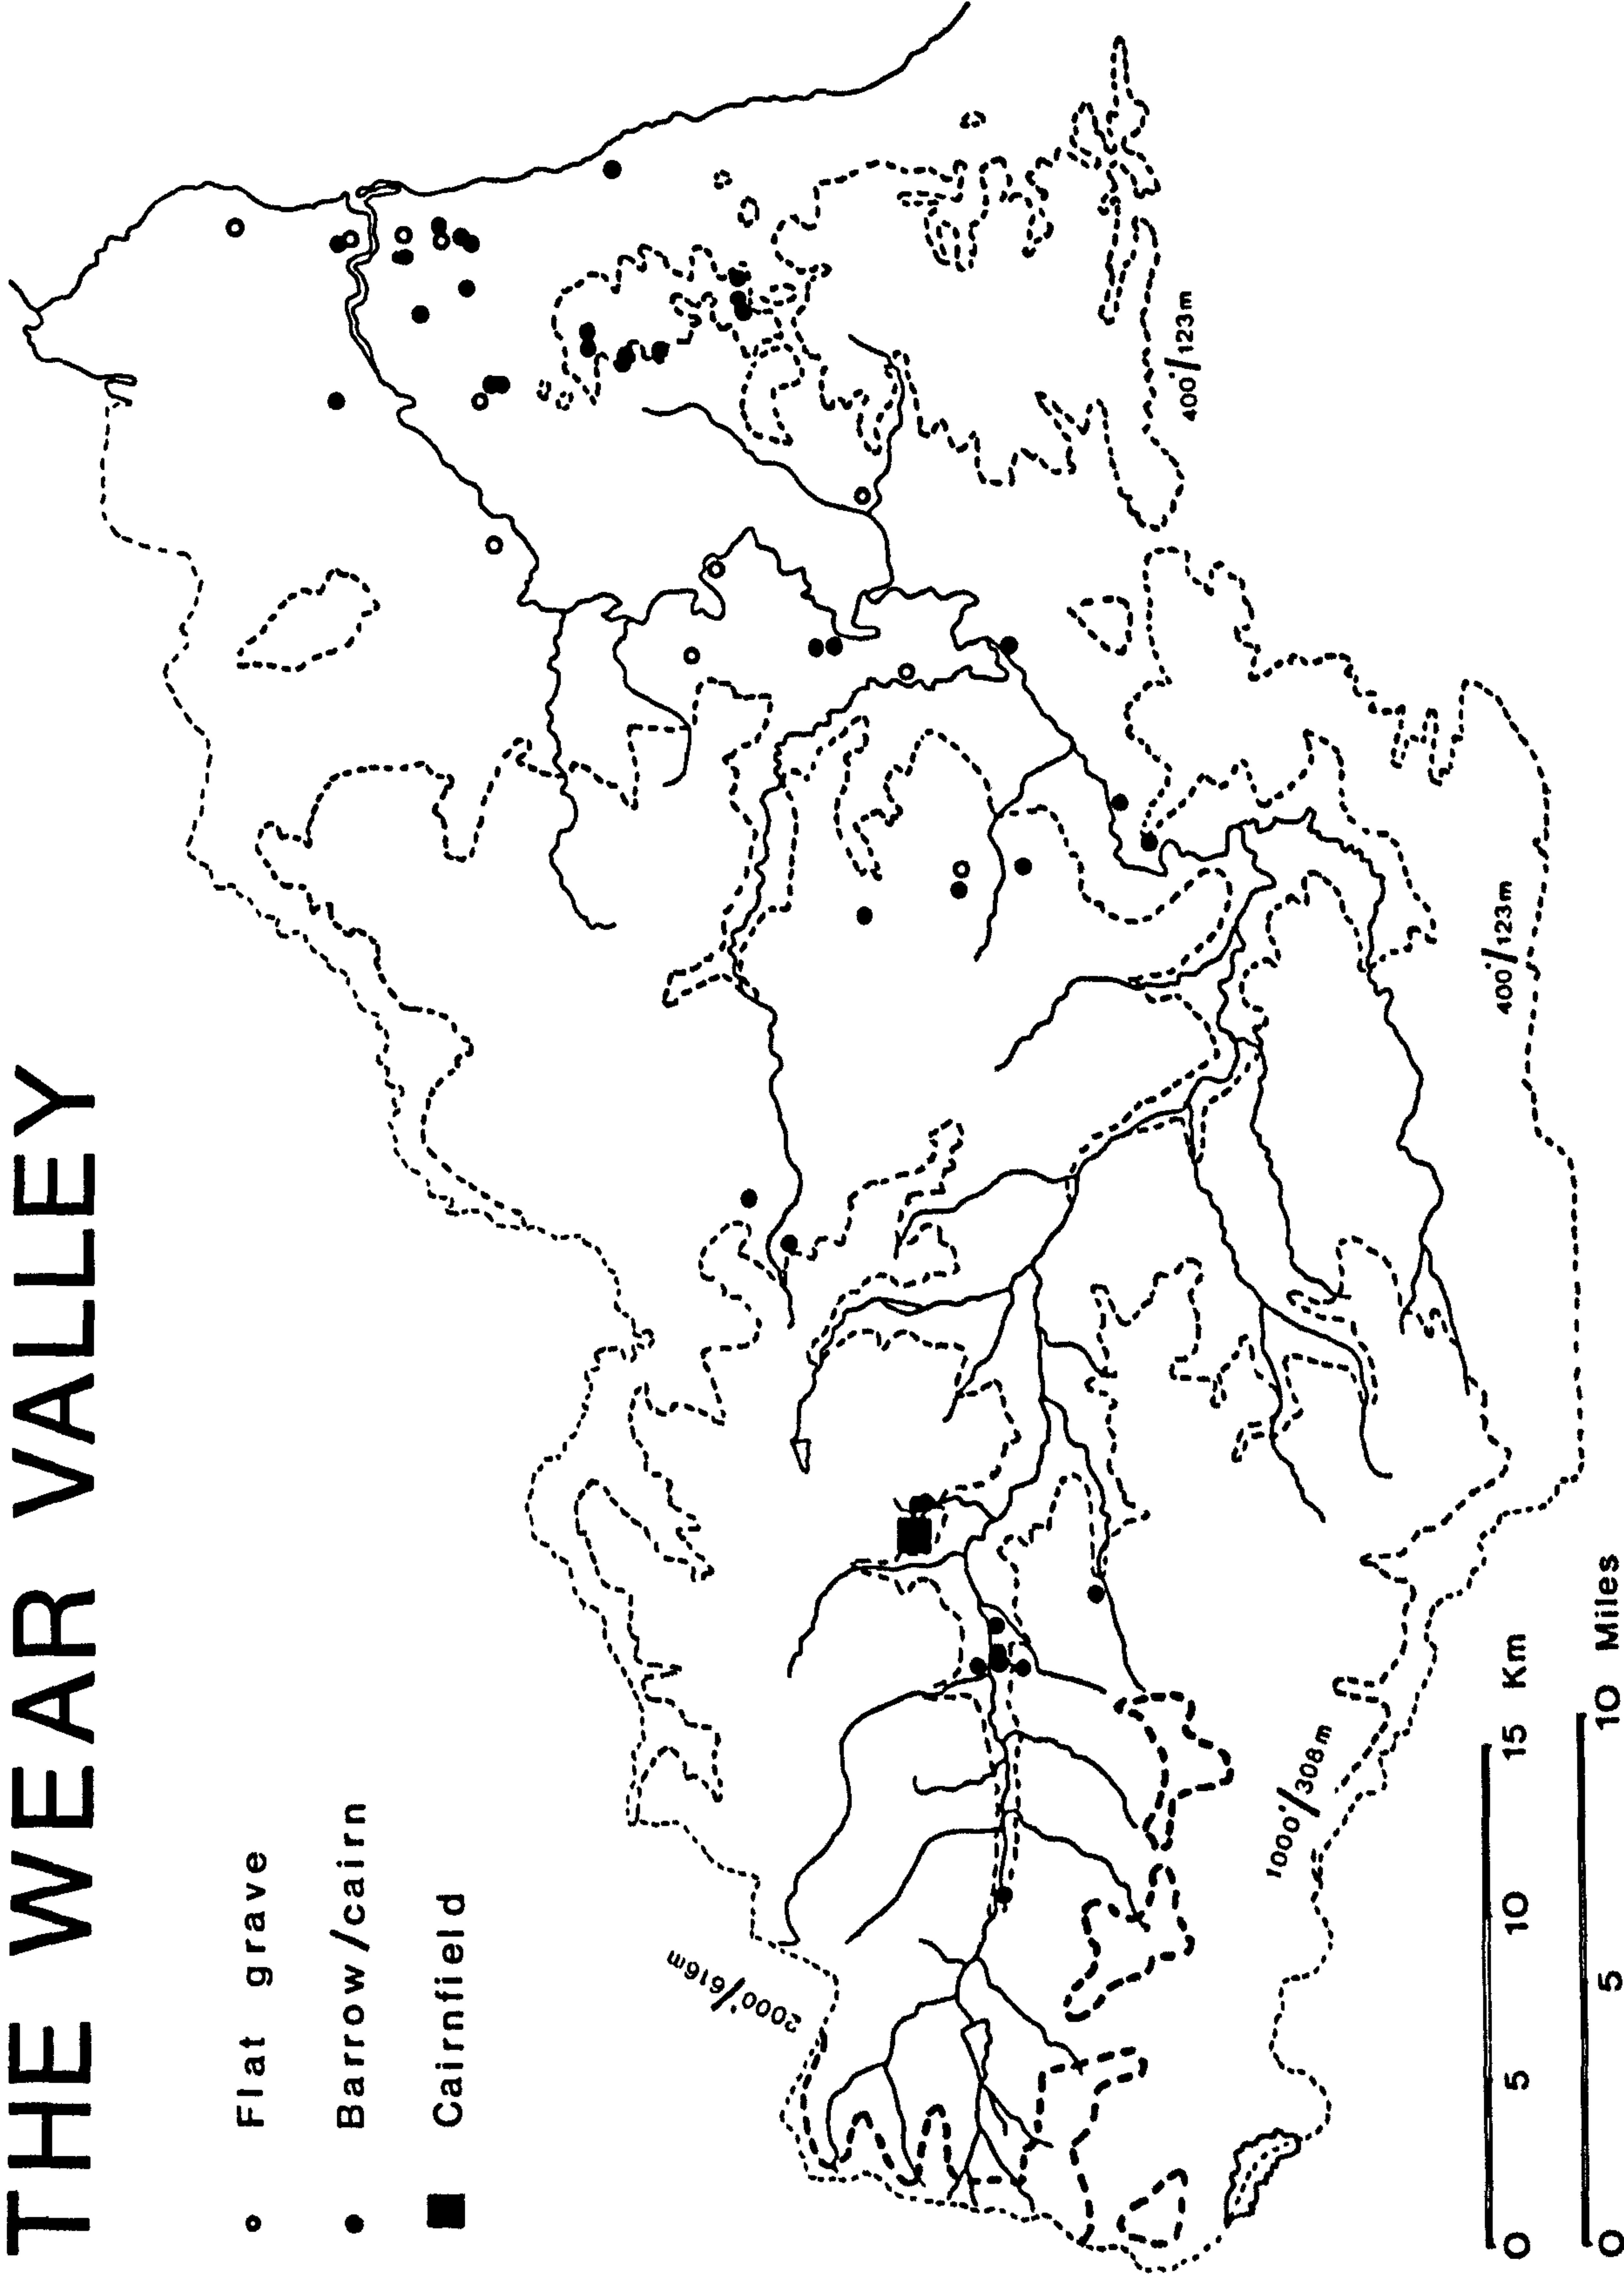 THE WEAR VALLEY
Flat grave
Barrow/cairn
Cairnfield
2000'/616m
1000'/308m
400'/123m
400'/123m
0 5 10 15 Km
0 5 10 Miles